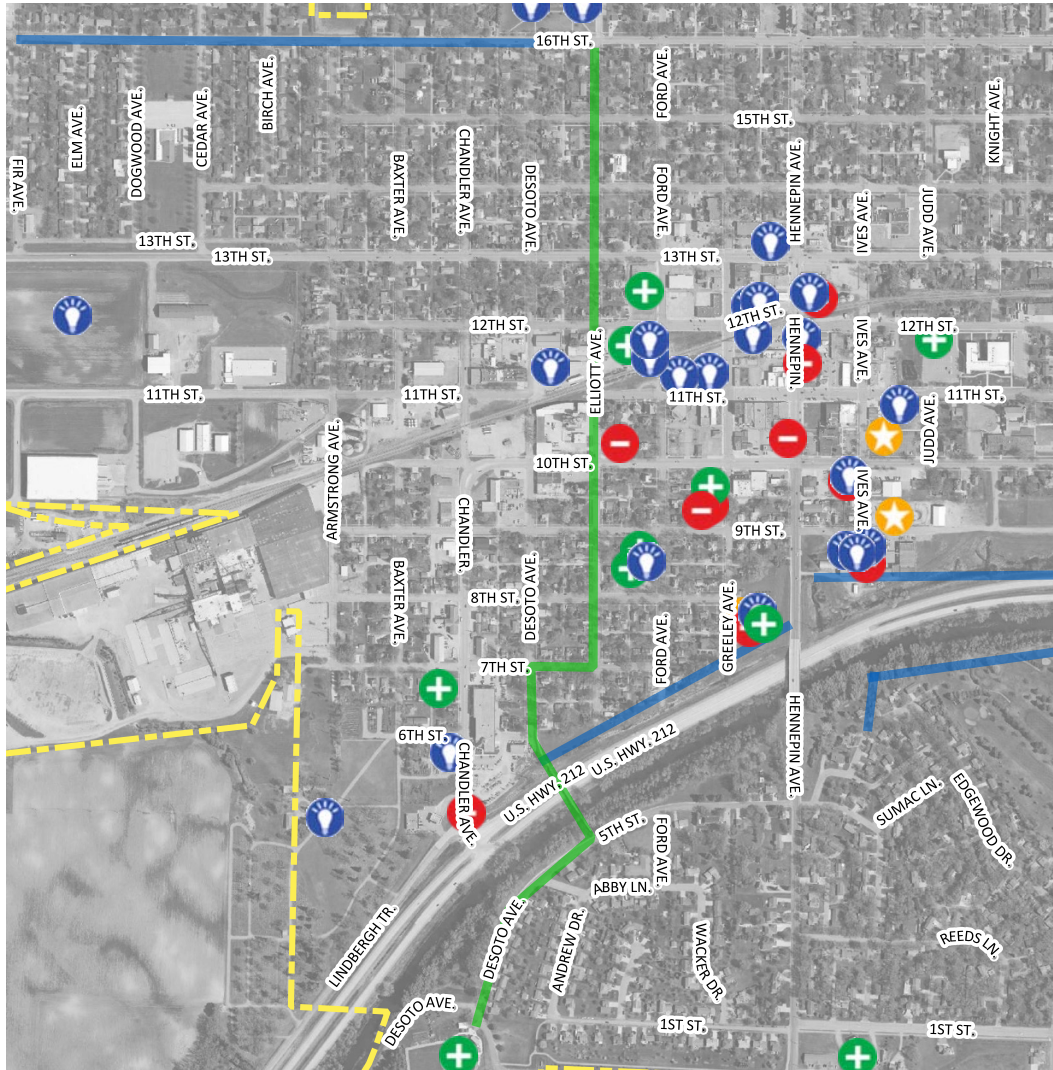 16TH ST.
FORD AVE.
BIRCH AVE.
15TH ST.
ELM AVE.
DOGWOOD AVE.
CEDAR AVE.
KNIGHT AVE.
FIR AVE.
BAXTER AVE.
CHANDLER AVE.
DESOTO AVE.
FORD AVE.
HENNEPIN AVE.
IVES AVE.
JUDD AVE.
13TH ST.
13TH ST.
13TH ST.
12TH ST.
12TH ST.
12TH ST.
ELLIOTT AVE.
HENNEPIN.
IVES AVE.
11TH ST.
11TH ST.
11TH ST.
11TH ST.
JUDD AVE.
ARMSTRONG AVE.
10TH ST.
CHANDLER.
IVES AVE.
9TH ST.
BAXTER AVE.
DESOTO AVE.
8TH ST.
FORD AVE.
GREELEY AVE.
7TH ST.
6TH ST.
CHANDLER AVE.
U.S. HWY. 212
U.S. HWY. 212
HENNEPIN AVE.
SUMAC LN.
EDGEWOOD DR.
5TH ST.
FORD AVE.
ABBY LN.
LINDBERGH TR.
DESOTO AVE.
ANDREW DR.
WACKER DR.
REEDS LN.
DESOTO AVE.
1ST ST.
1ST ST.